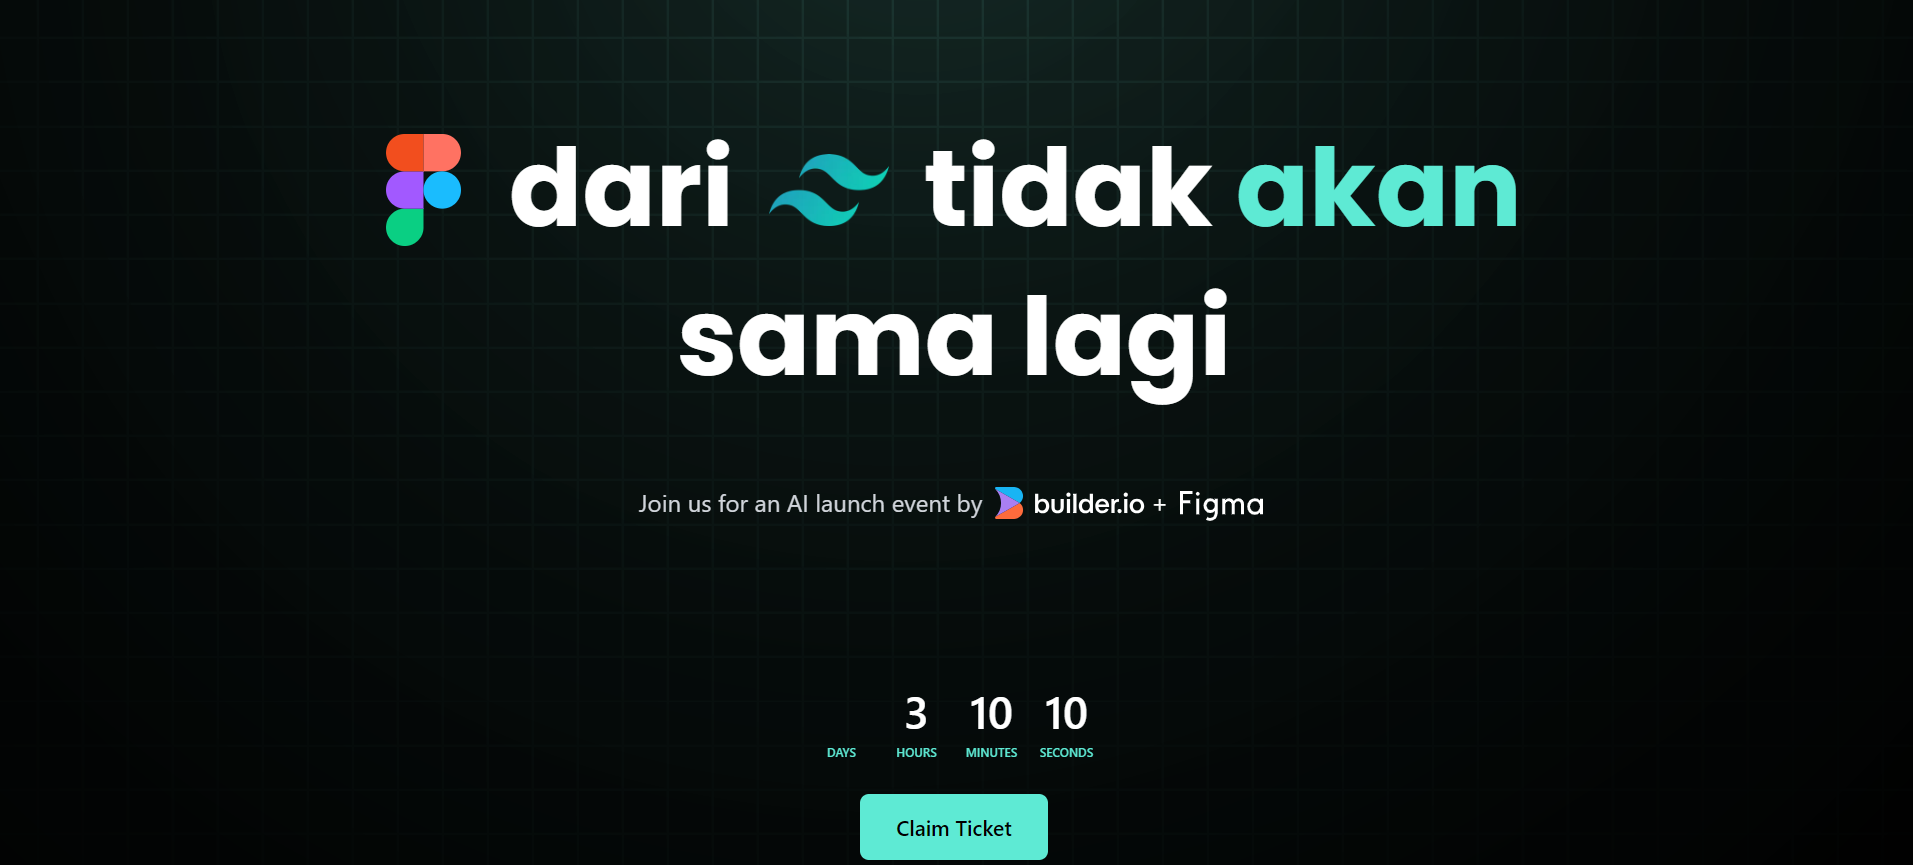 dari tidak akan
sama lagi
Join us for an AI launch event by builder.io + Figma
3 10 10
DAYS HOURS MINUTES SECONDS
Claim Ticket